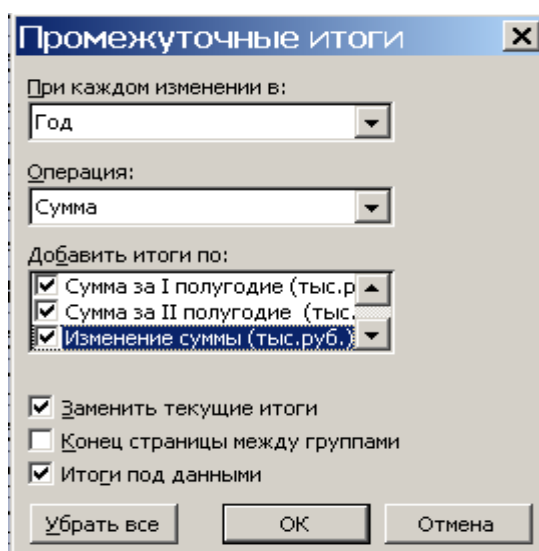 Промежуточные итоги
При каждом изменении в:
Год
Операция:
Сумма
Добавить итоги по:
Сумма за I полугодие (тыс.р
Сумма за II полугодие (тыс.
Изменение суммы (тыс.руб.)
Заменить текущие итоги
Конец страницы между группами
Итоги под данными
Убрать все ОК Отмена